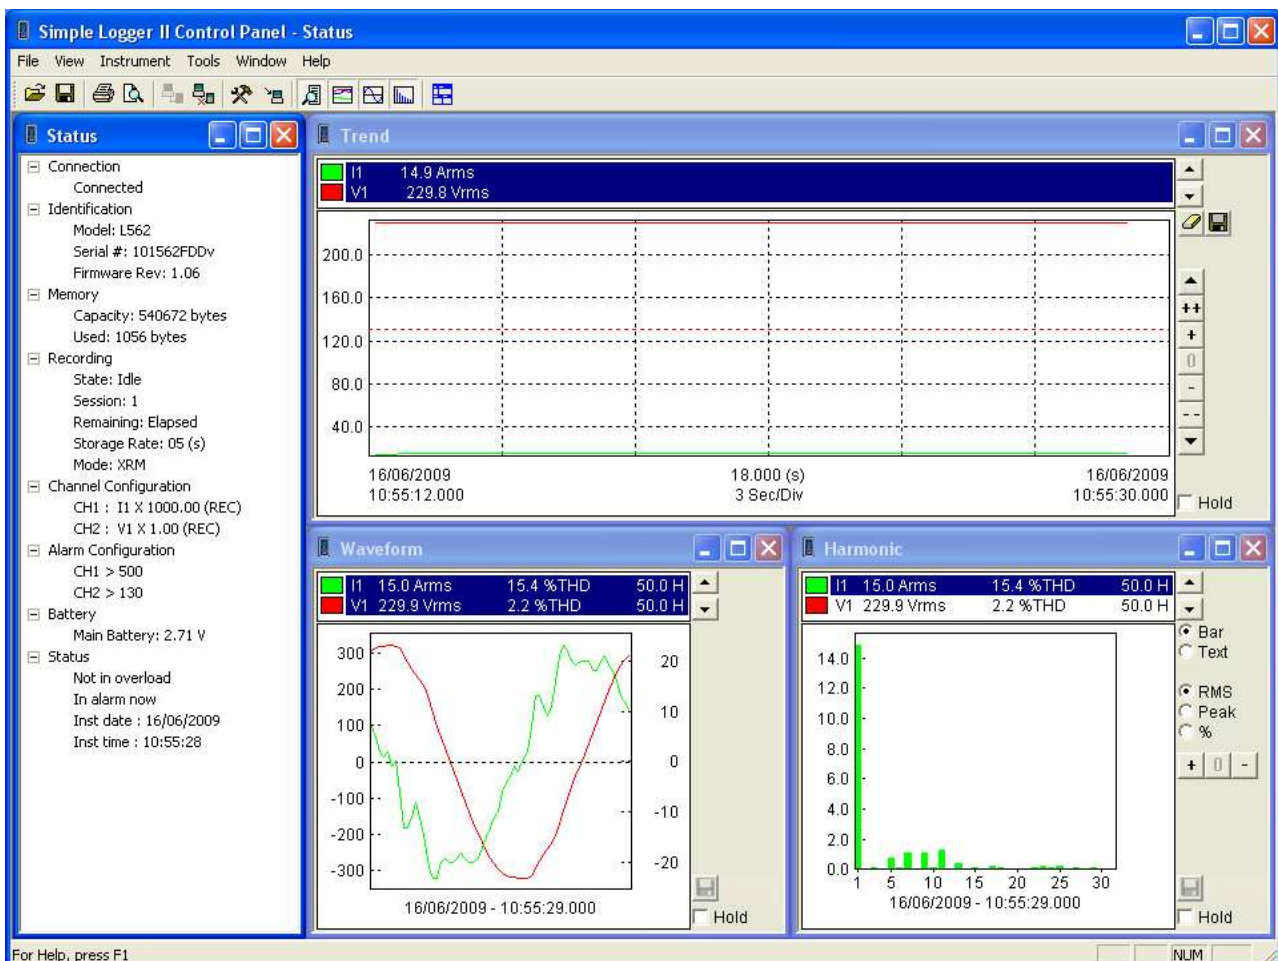 Simple Logger II Control Panel - Status
File View Instrument Tools Window Help
Status
Connection
Connected
Identification
Model: L562
Serial #: 101562FDDv
Firmware Rev: 1.06
Memory
Capacity: 540672 bytes
Used: 1056 bytes
Recording
State: Idle
Session: 1
Remaining: Elapsed
Storage Rate: 05 (s)
Mode: XRM
Channel Configuration
CH1 : I1 X 1000.00 (REC)
CH2 : V1 X 1.00 (REC)
Alarm Configuration
CH1 > 500
CH2 > 130
Battery
Main Battery: 2.71 V
Status
Not in overload
In alarm now
Inst date : 16/06/2009
Inst time : 10:55:28
Trend
I1 14.9 Arms
V1 229.8 Vrms
200.0
160.0
120.0
80.0
40.0
16/06/2009 18.000 (s) 16/06/2009
10:55:12.000 3 Sec/Div 10:55:30.000
++
+
0
-
--
Hold
Waveform
I1 15.0 Arms 15.4 %THD 50.0 H
V1 229.9 Vrms 2.2 %THD 50.0 H
300 20
200
100 10
0 0
-100 -10
-200
-300 -20
16/06/2009 - 10:55:29.000
Hold
Harmonic
I1 15.0 Arms 15.4 %THD 50.0 H
V1 229.9 Vrms 2.2 %THD 50.0 H
Bar
Text
RMS
Peak
%
+ 0 -
14.0
12.0
10.0
8.0
6.0
4.0
2.0
0.0
1 5 10 15 20 25 30
16/06/2009 - 10:55:29.000
Hold
For Help, press F1 NUM